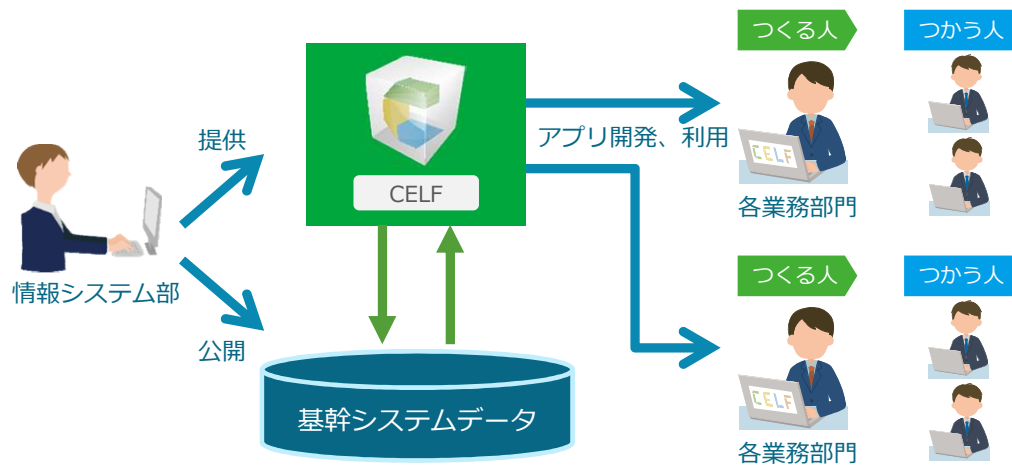 つくる人
つかう人
提供
アプリ開発、利用
CELF
CELF
各業務部門
情報システム部
公開
基幹システムデータ
つくる人
つかう人
CELF
各業務部門